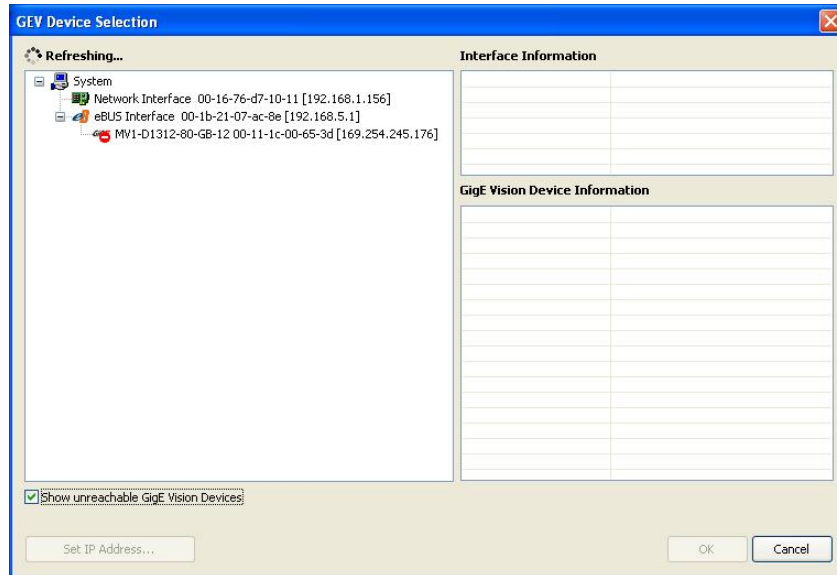 GEV Device Selection
Refreshing...
System
Network Interface 00-16-76-d7-10-11 [192.168.1.156]
eBUS Interface 00-1b-21-07-ac-8e [192.168.5.1]
MV1-D1312-80-GB-12 00-11-1c-00-65-3d [169.254.245.176]
Show unreachable GigE Vision Devices
Set IP Address...
Interface Information
GigE Vision Device Information
OK
Cancel